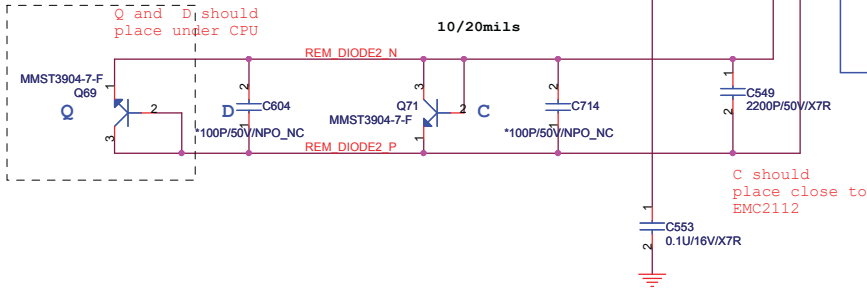 Q and D should
place under CPU
10/20mils
REM_DIODE2_N
MMST3904-7-F
Q69
1
2
3
Q
D
2
C604
1
*100P/50V/NPO_NC
3
Q71
MMST3904-7-F
2
1
C
2
C714
1
*100P/50V/NPO_NC
1
C549
2200P/50V/X7R
2
REM_DIODE2_P
C should
place close to
EMC2112
1
C553
0.1U/16V/X7R
2